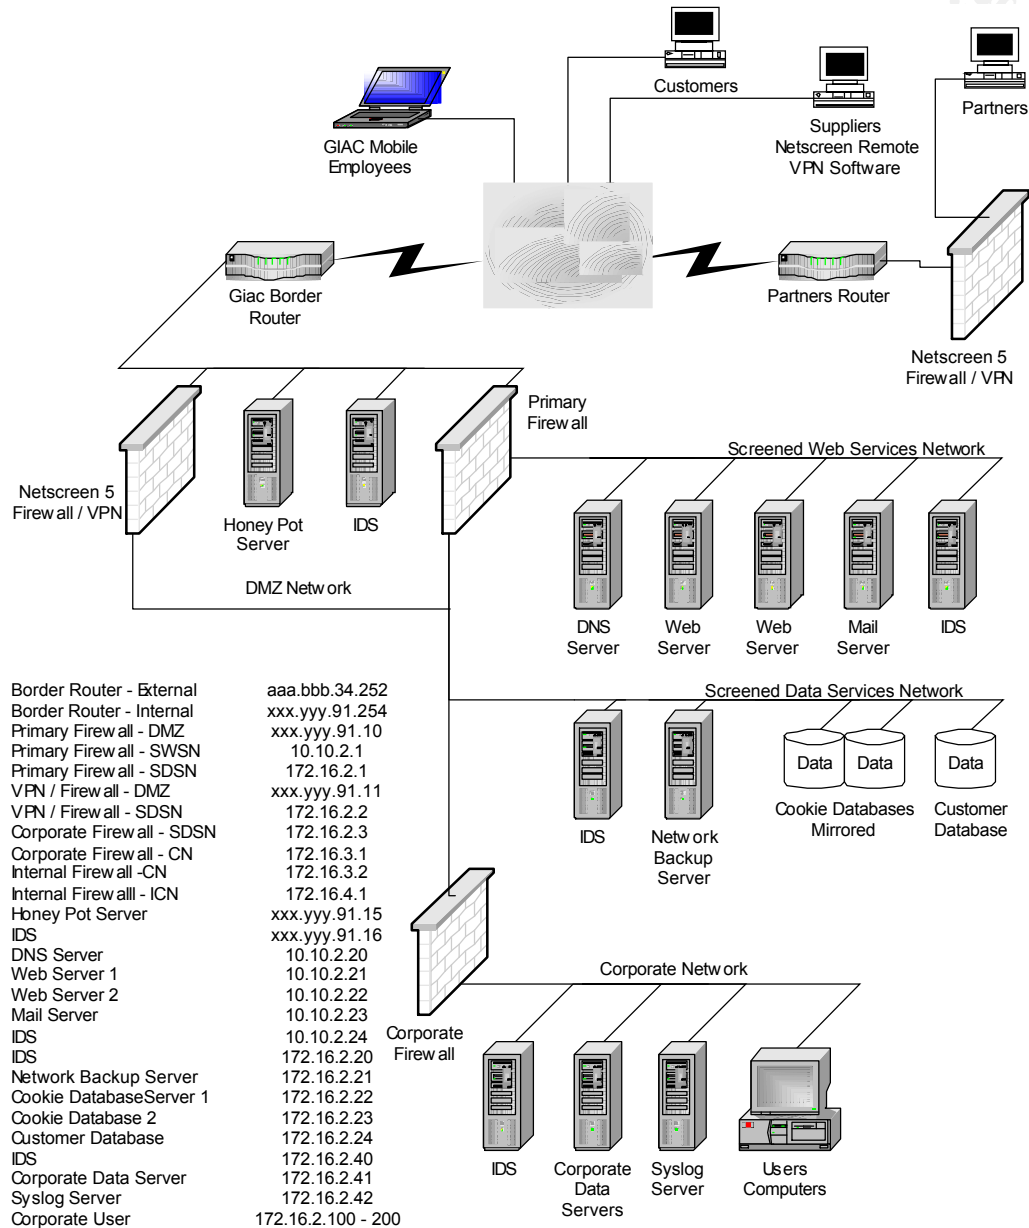 Customers
Partners
Suppliers
Netscreen Remote
VPN Software
GIAC Mobile
Employees
Giac Border
Router
Partners Router
Netscreen 5
Firewall / VPN
Primary
Firewall
Screened Web Services Network
Netscreen 5
Firewall / VPN
Honey Pot
Server
IDS
DMZ Network
DNS
Server
Web
Server
Web
Server
Mail
Server
IDS
Screened Data Services Network
Data
Data
Data
IDS
Network
Backup
Server
Cookie Databases
Mirrored
Customer
Database
Border Router - External aaa.bbb.34.252
Border Router - Internal xxx.yyy.91.254
Primary Firewall - DMZ xxx.yyy.91.10
Primary Firewall - SWSN 10.10.2.1
Primary Firewall - SDSN 172.16.2.1
VPN / Firewall - DMZ xxx.yyy.91.11
VPN / Firewall - SDSN 172.16.2.2
Corporate Firewall - SDSN 172.16.2.3
Corporate Firewall - CN 172.16.3.1
Internal Firewall -CN 172.16.3.2
Internal Firewalll - ICN 172.16.4.1
Honey Pot Server xxx.yyy.91.15
IDS xxx.yyy.91.16
DNS Server 10.10.2.20
Web Server 1 10.10.2.21
Web Server 2 10.10.2.22
Mail Server 10.10.2.23
IDS 10.10.2.24
IDS 172.16.2.20
Network Backup Server 172.16.2.21
Cookie DatabaseServer 1 172.16.2.22
Cookie Database 2 172.16.2.23
Customer Database 172.16.2.24
IDS 172.16.2.40
Corporate Data Server 172.16.2.41
Syslog Server 172.16.2.42
Corporate User 172.16.2.100 - 200
Corporate
Firewall
Corporate Network
IDS
Corporate
Data
Servers
Syslog
Server
Users
Computers